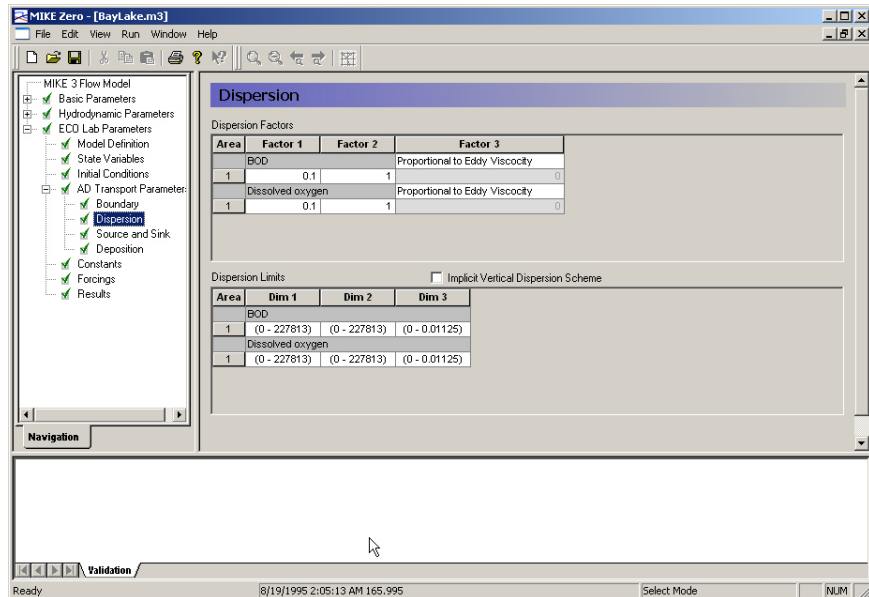 MIKE Zero - [BayLake.m3]
File Edit View Run Window Help
MIKE 3 Flow Model
Basic Parameters
Hydrodynamic Parameters
ECO Lab Parameters
Model Definition
State Variables
Initial Conditions
AD Transport Parameter:
Boundary
Dispersion
Source and Sink
Deposition
Constants
Forcings
Results
Navigation
Dispersion
Dispersion Factors
Area Factor 1 Factor 2 Factor 3
BOD Proportional to Eddy Viscocity
1 0.1 1 0
Dissolved oxygen Proportional to Eddy Viscocity
1 0.1 1 0
Dispersion Limits Implicit Vertical Dispersion Scheme
Area Dim 1 Dim 2 Dim 3
BOD
1 (0 - 227813) (0 - 227813) (0 - 0.01125)
Dissolved oxygen
1 (0 - 227813) (0 - 227813) (0 - 0.01125)
Validation
Ready 8/19/1995 2:05:13 AM 165.995 Select Mode NUM